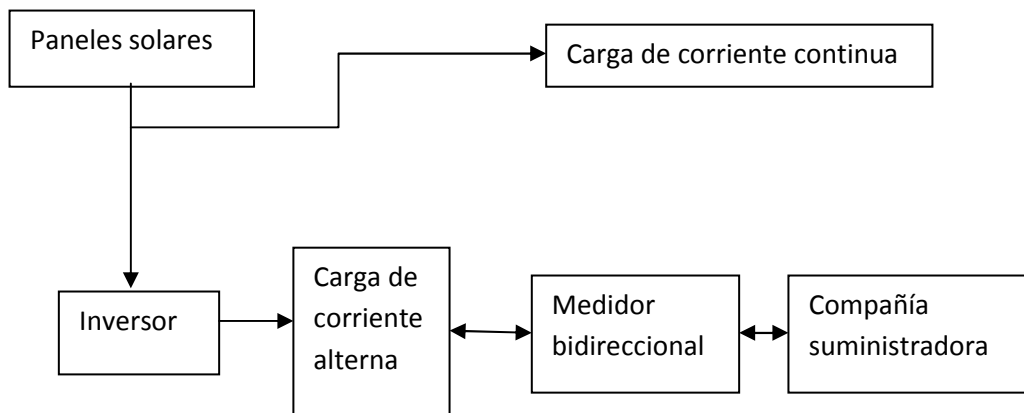 Paneles solares
Carga de corriente continua
Inversor
Carga de
corriente
alterna
Medidor
bidireccional
Compañía
suministradora